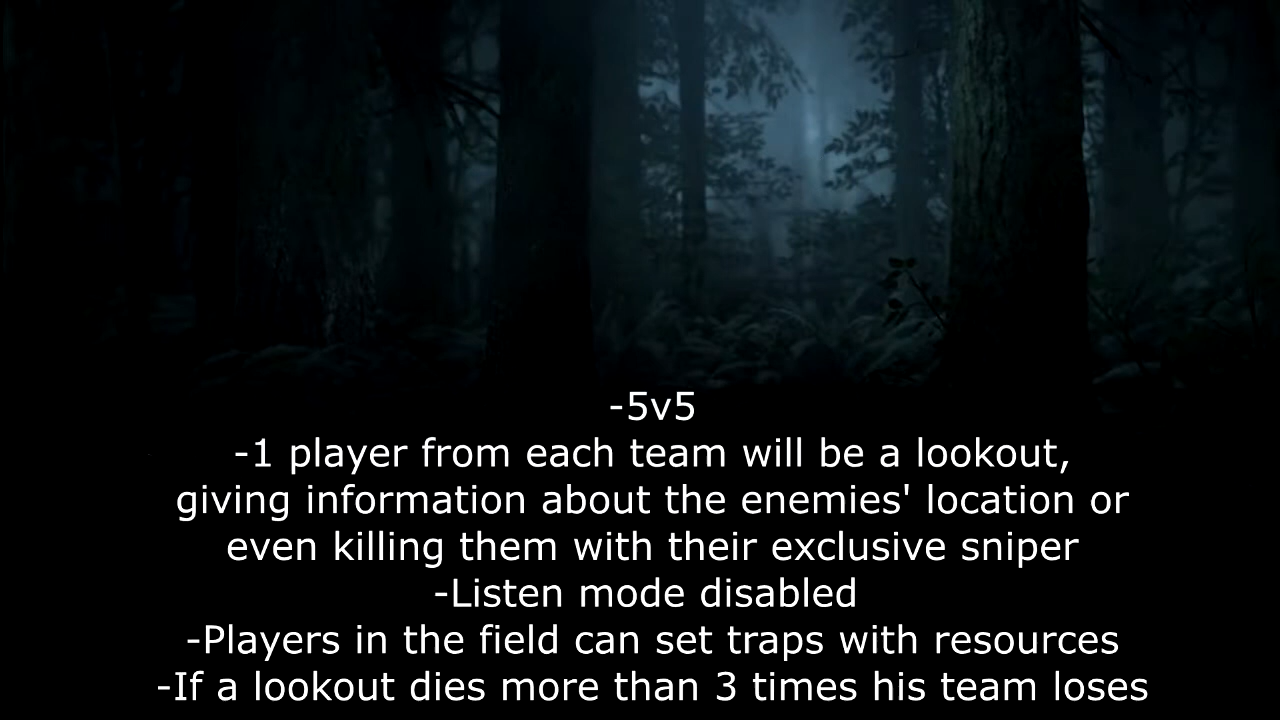 -5v5
-1 player from each team will be a lookout,
giving information about the enemies' location or
even killing them with their exclusive sniper
-Listen mode disabled
-Players in the field can set traps with resources
-If a lookout dies more than 3 times his team loses